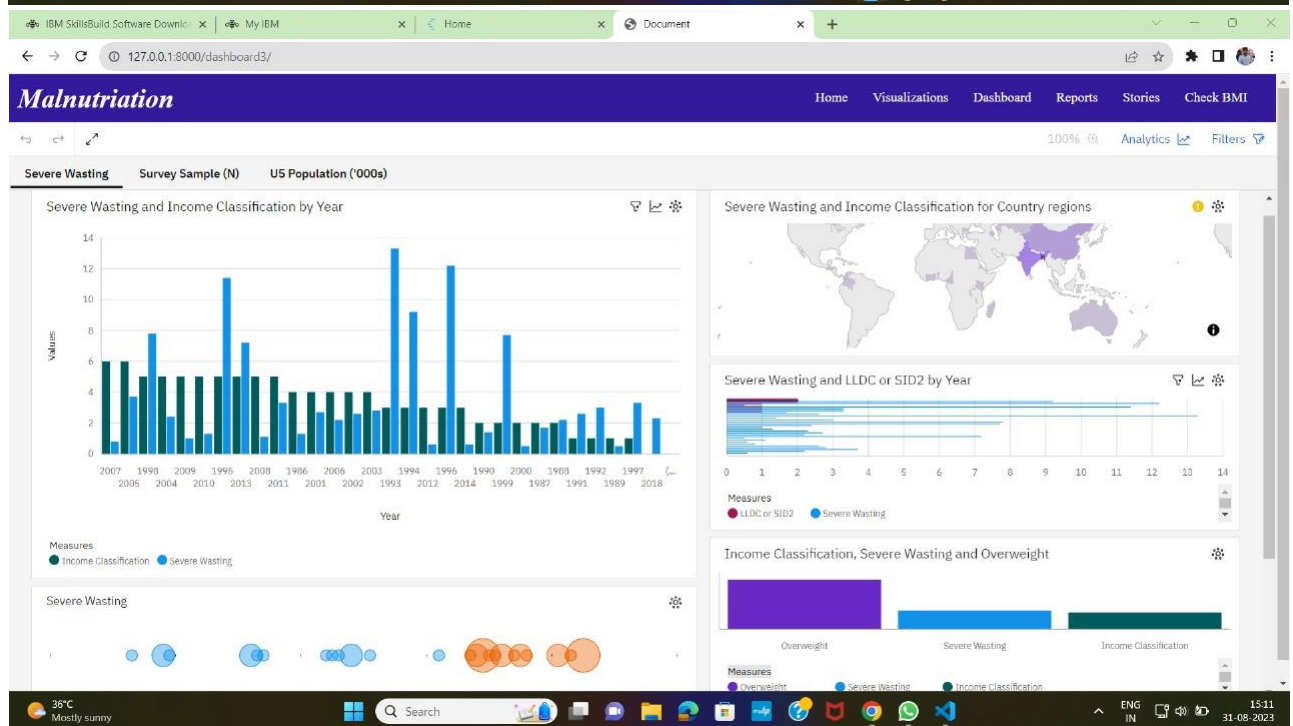 IBM SkillsBuild Software Downlo
My IBM
Home
Document
127.0.0.1:8000/dashboard3/
Malnutriation
Home Visualizations Dashboard Reports Stories Check BMI
100% Analytics Filters
Severe Wasting Survey Sample (N) U5 Population ('000s)
Severe Wasting and Income Classification by Year
14
12
10
8
6
4
2
0
Values
2007 1998 2009 1995 2008 1986 2006 2003 1994 1996 1990 2000 1988 1992 1997 (...
2005 2004 2010 2013 2011 2001 2002 1993 2012 2014 1999 1987 1991 1989 2018
Year
Measures
Income Classification Severe Wasting
Severe Wasting
Severe Wasting and Income Classification for Country regions
Severe Wasting and LLDC or SID2 by Year
0 1 2 3 4 5 6 7 8 9 10 11 12 13 14
Measures
LLDC or SID2 Severe Wasting
Income Classification, Severe Wasting and Overweight
Overweight Severe Wasting Income Classification
Measures
Overweight Severe Wasting Income Classification
36°C
Mostly sunny
Search
ENG
IN
15:11
31-08-2023